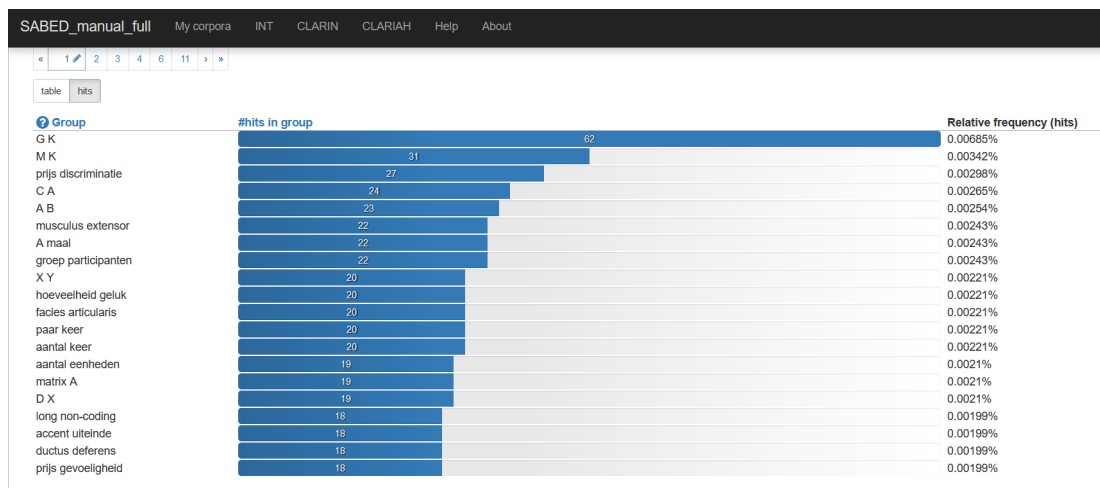 SABED_manual_full My corpora INT CLARIN CLARIAH Help About
« 1 2 3 4 6 11 › »
table hits
? Group #hits in group Relative frequency (hits)
G K 62 0.00685%
M K 31 0.00342%
prijs discriminatie 27 0.00298%
C A 24 0.00265%
A B 23 0.00254%
musculus extensor 22 0.00243%
A maal 22 0.00243%
groep participanten 22 0.00243%
X Y 20 0.00221%
hoeveelheid geluk 20 0.00221%
facies articularis 20 0.00221%
paar keer 20 0.00221%
aantal keer 20 0.00221%
aantal eenheden 19 0.0021%
matrix A 19 0.0021%
D X 19 0.0021%
long non-coding 18 0.00199%
accent uiteinde 18 0.00199%
ductus deferens 18 0.00199%
prijs gevoeligheid 18 0.00199%